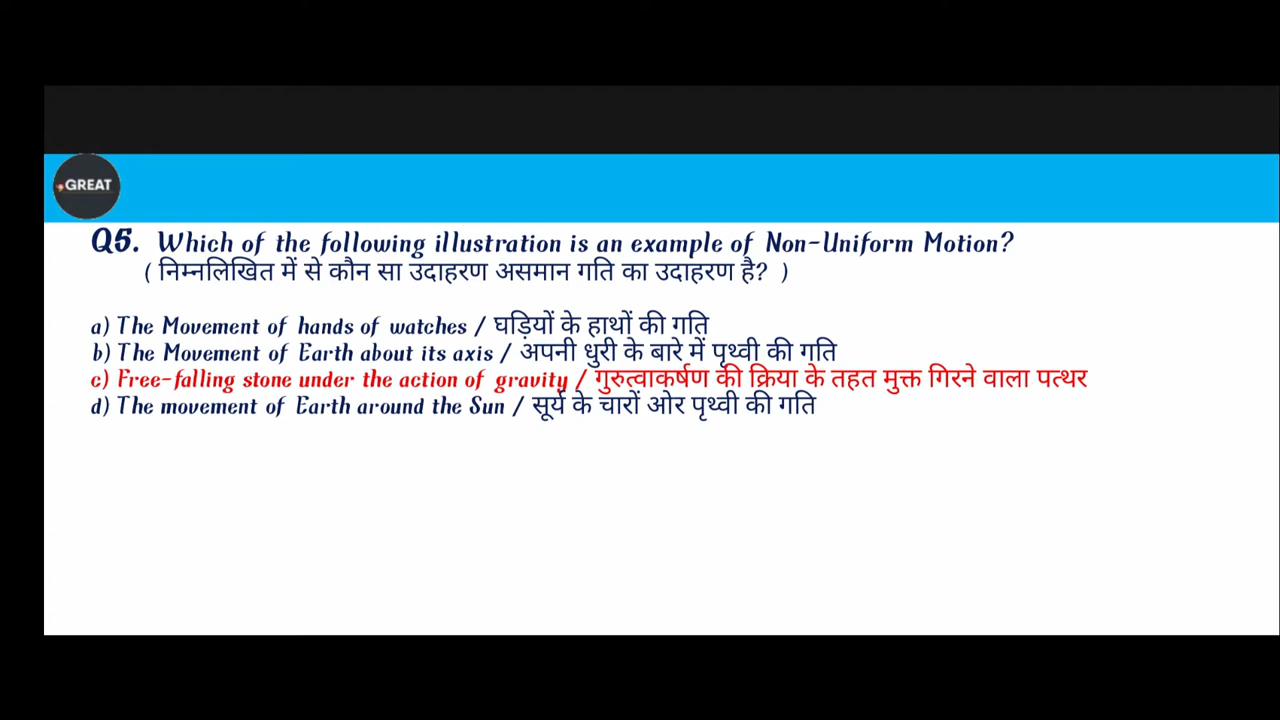 GREAT
Q5. Which of the following illustration is an example of Non-Uniform Motion?
( निम्नलिखित में से कौन सा उदाहरण असमान गति का उदाहरण है? )
a) The Movement of hands of watches / घड़ियों के हाथों की गति
b) The Movement of Earth about its axis / अपनी धुरी के बारे में पृथ्वी की गति
c) Free-falling stone under the action of gravity / गुरुत्वाकर्षण की क्रिया के तहत मुक्त गिरने वाला पत्थर
d) The movement of Earth around the Sun / सूर्य के चारों ओर पृथ्वी की गति